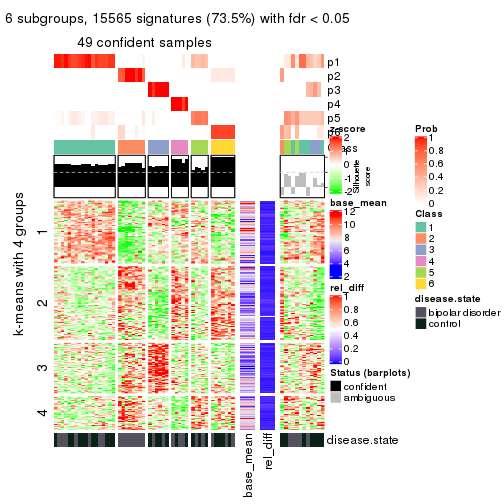 6 subgroups, 15565 signatures (73.5%) with fdr < 0.05
49 confident samples
p1
p2
p3
p4
p5
p6
Class
Silhouette
score
k-means with 4 groups
1
2
3
4
base_mean
rel_diff
disease.state
z-score
2
1
0
-1
-2
base_mean
12
10
8
6
4
2
rel_diff
1
0.8
0.6
0.4
0.2
0
Status (barplots)
confident
ambiguous
Prob
1
0.8
0.6
0.4
0.2
0
Class
1
2
3
4
5
6
disease.state
bipolar disorder
control